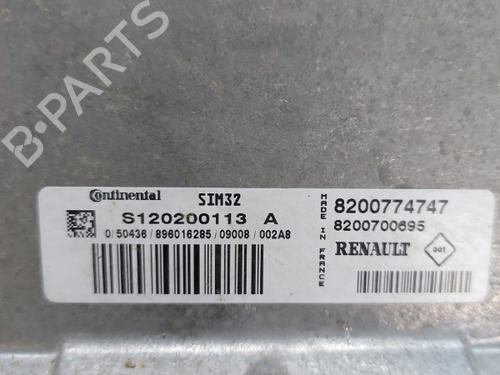 B-PARTS
Continental SIM32
S120200113 A
0/50436/896016285/09008/002A8
MADE IN FRANCE
8200774747
8200700695
RENAULT
001